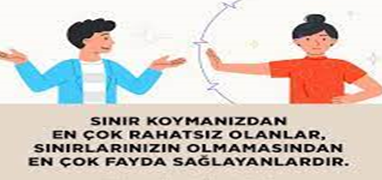 SINIR KOYMANIZDAN
EN ÇOK RAHATSIZ OLANLAR,
SINIRLARINIZIN OLMAMASINDAN
EN ÇOK FAYDA SAĞLAYANLARDIR.